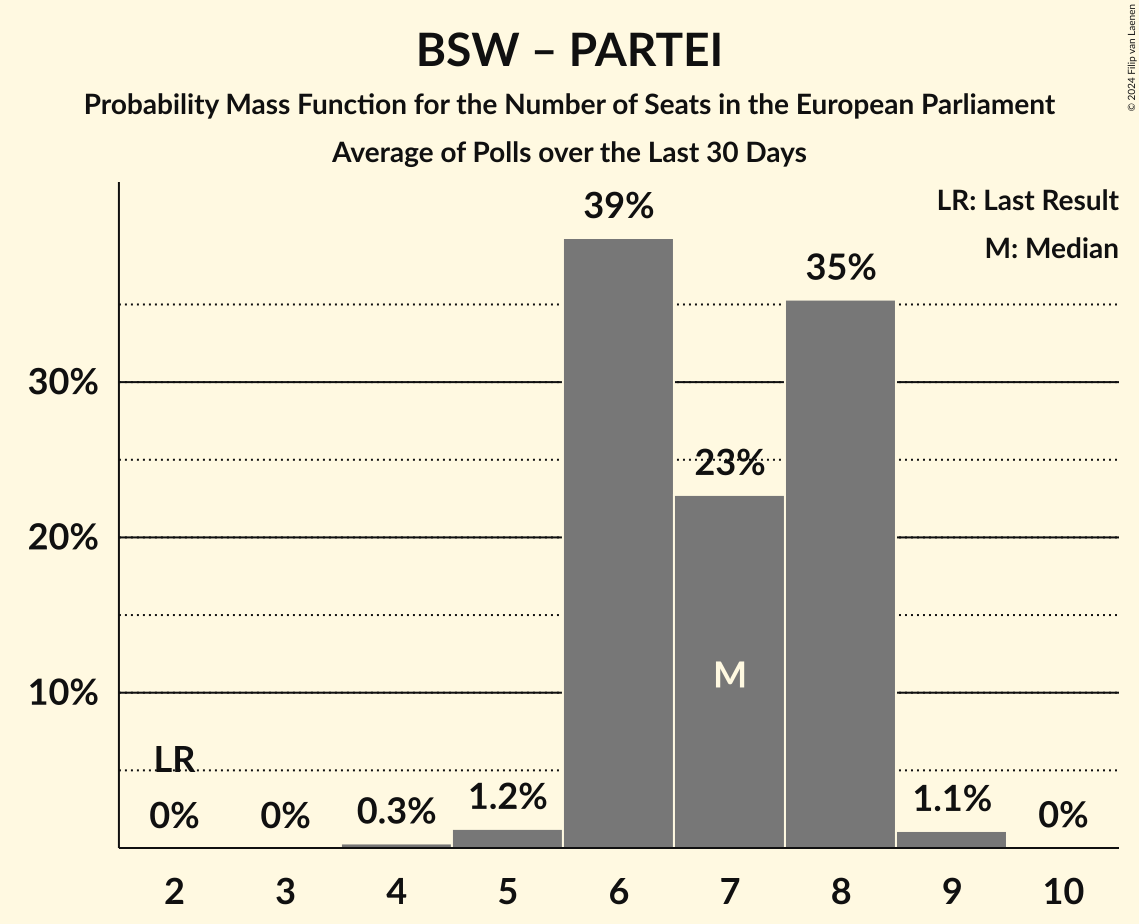 BSW – PARTEI
Probability Mass Function for the Number of Seats in the European Parliament
Average of Polls over the Last 30 Days
© 2024 Filip van Laenen
LR: Last Result
M: Median
39%
35%
30%
23%
20%
M
10%
LR
0%
0%
0.3%
1.2%
1.1%
0%
2 3 4 5 6 7 8 9 10